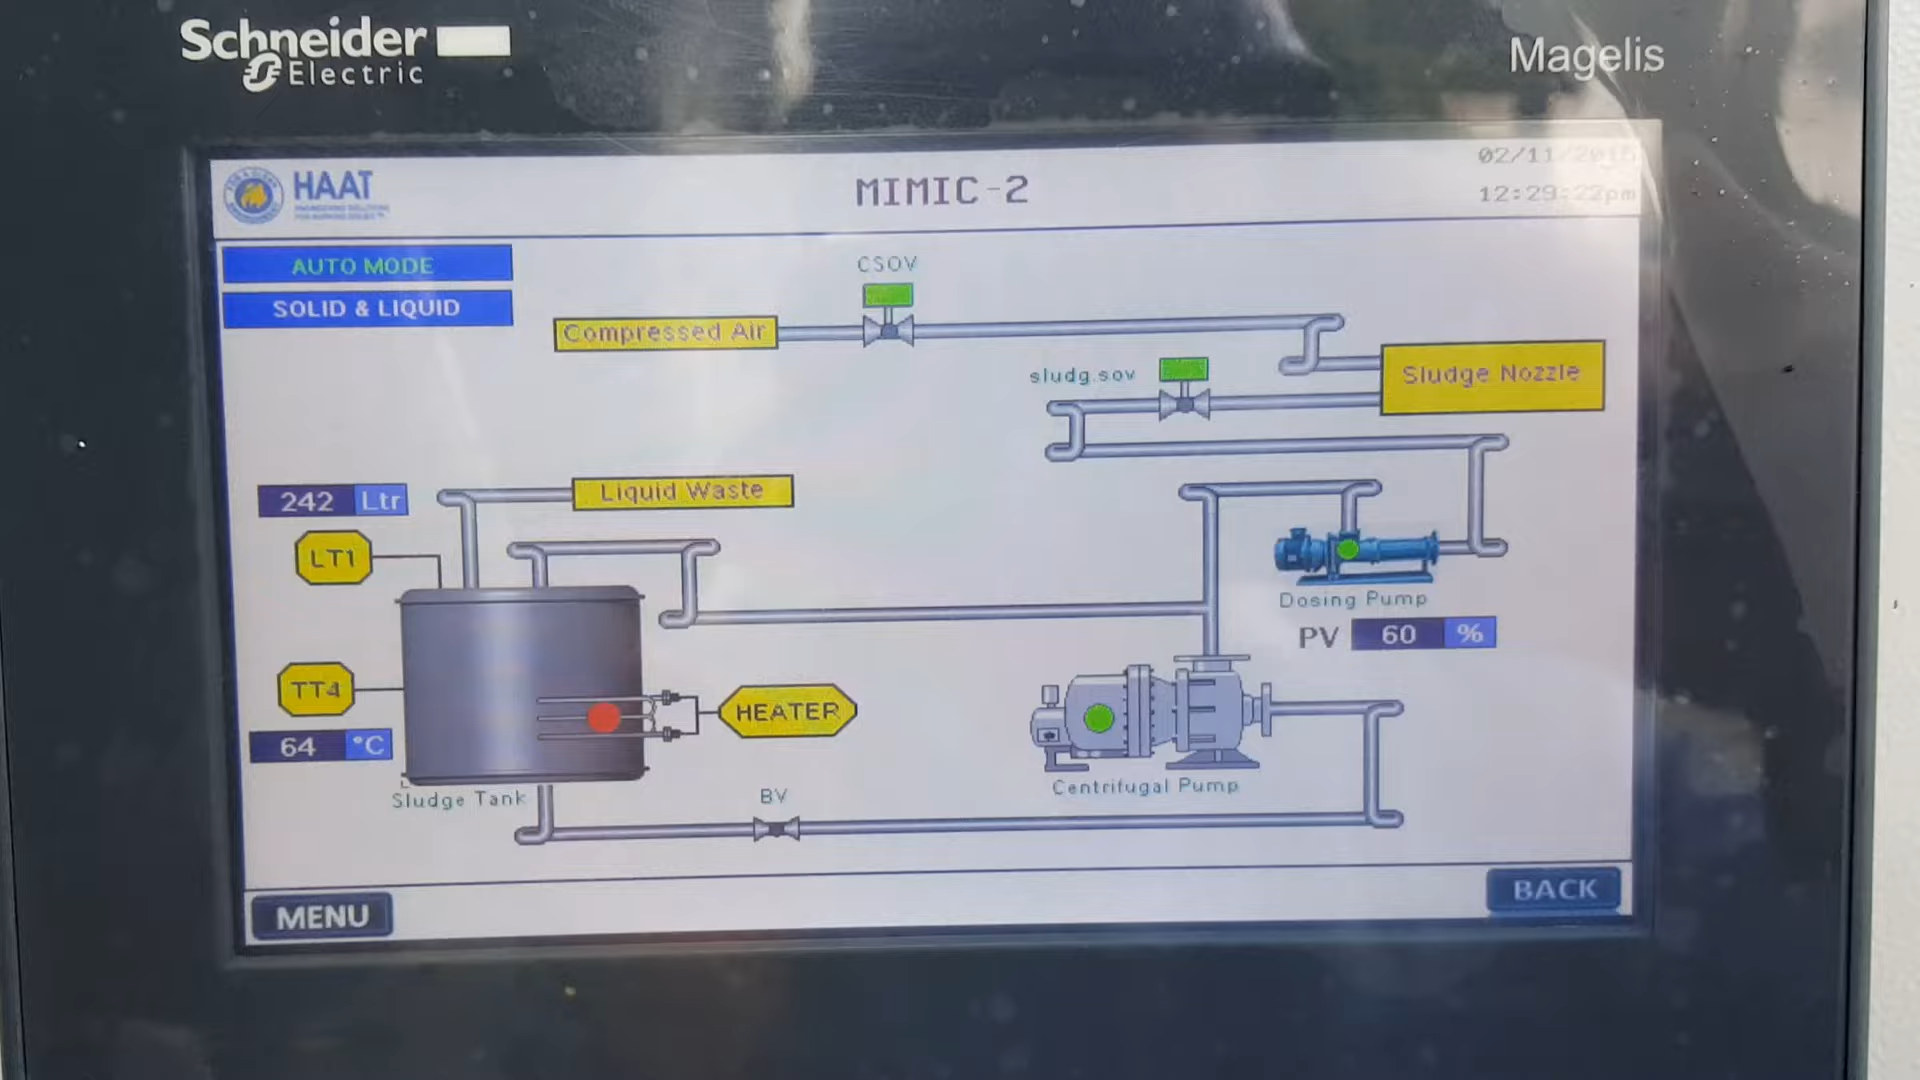 Schneider
Electric
Magelis
HAAT
MIMIC-2
12:29:22pm
AUTO MODE
SOLID & LIQUID
CSOV
Compressed Air
sludg.sov
Sludge Nozzle
242 Ltr
Liquid Waste
LT1
Dosing Pump
PV 60 %
TT4
HEATER
64 °C
Sludge Tank
BV
Centrifugal Pump
MENU
BACK